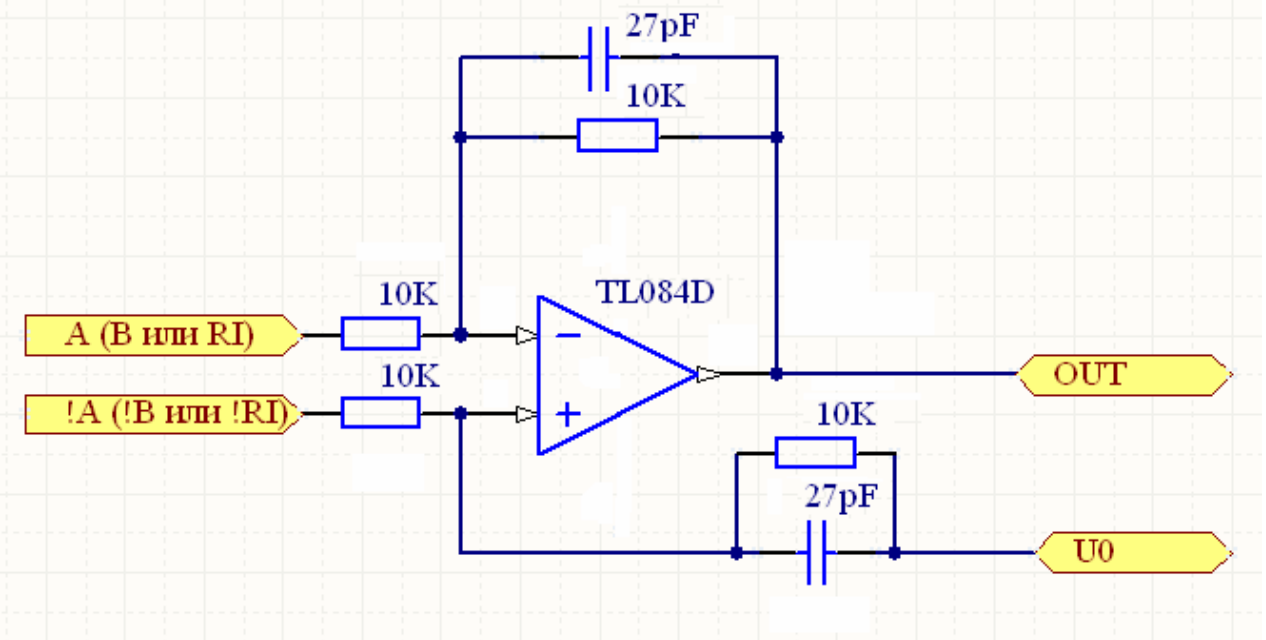 27pF
10K
10K
TL084D
A (B или RI)
10K
!A (!B или !RI)
−
+
OUT
10K
27pF
U0